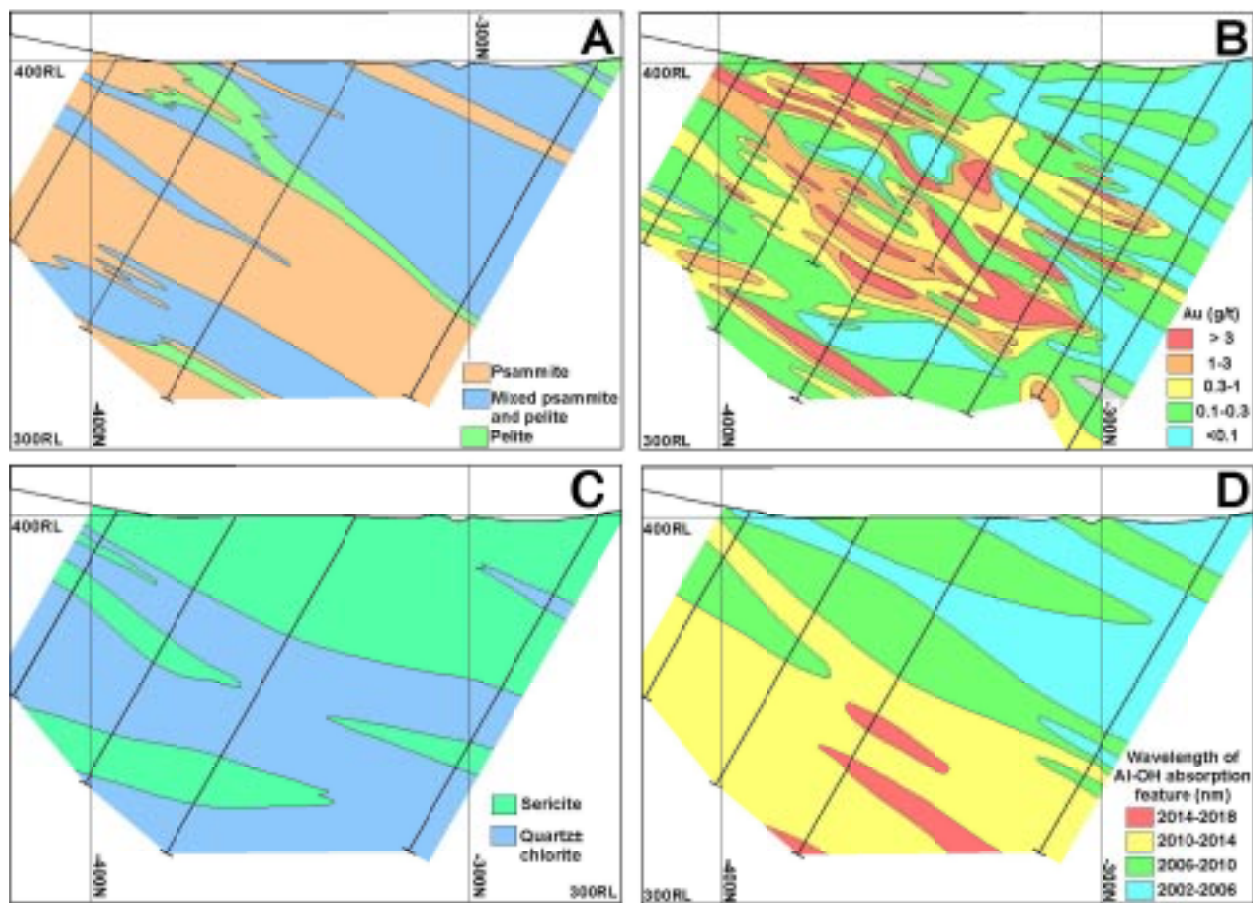 A
-300N
400RL
Psammite
Mixed psammite
and pelite
Pelite
300RL
-400N
B
400RL
Au (g/t)
> 3
1-3
0.3-1
0.1-0.3
<0.1
300RL
-400N
-300N
C
400RL
Sericite
Quartz±
chlorite
-400N
-300N
300RL
D
400RL
Wavelength of
Al-OH absorption
feature (nm)
2014-2018
2010-2014
2006-2010
2002-2006
300RL
-400N
-300N